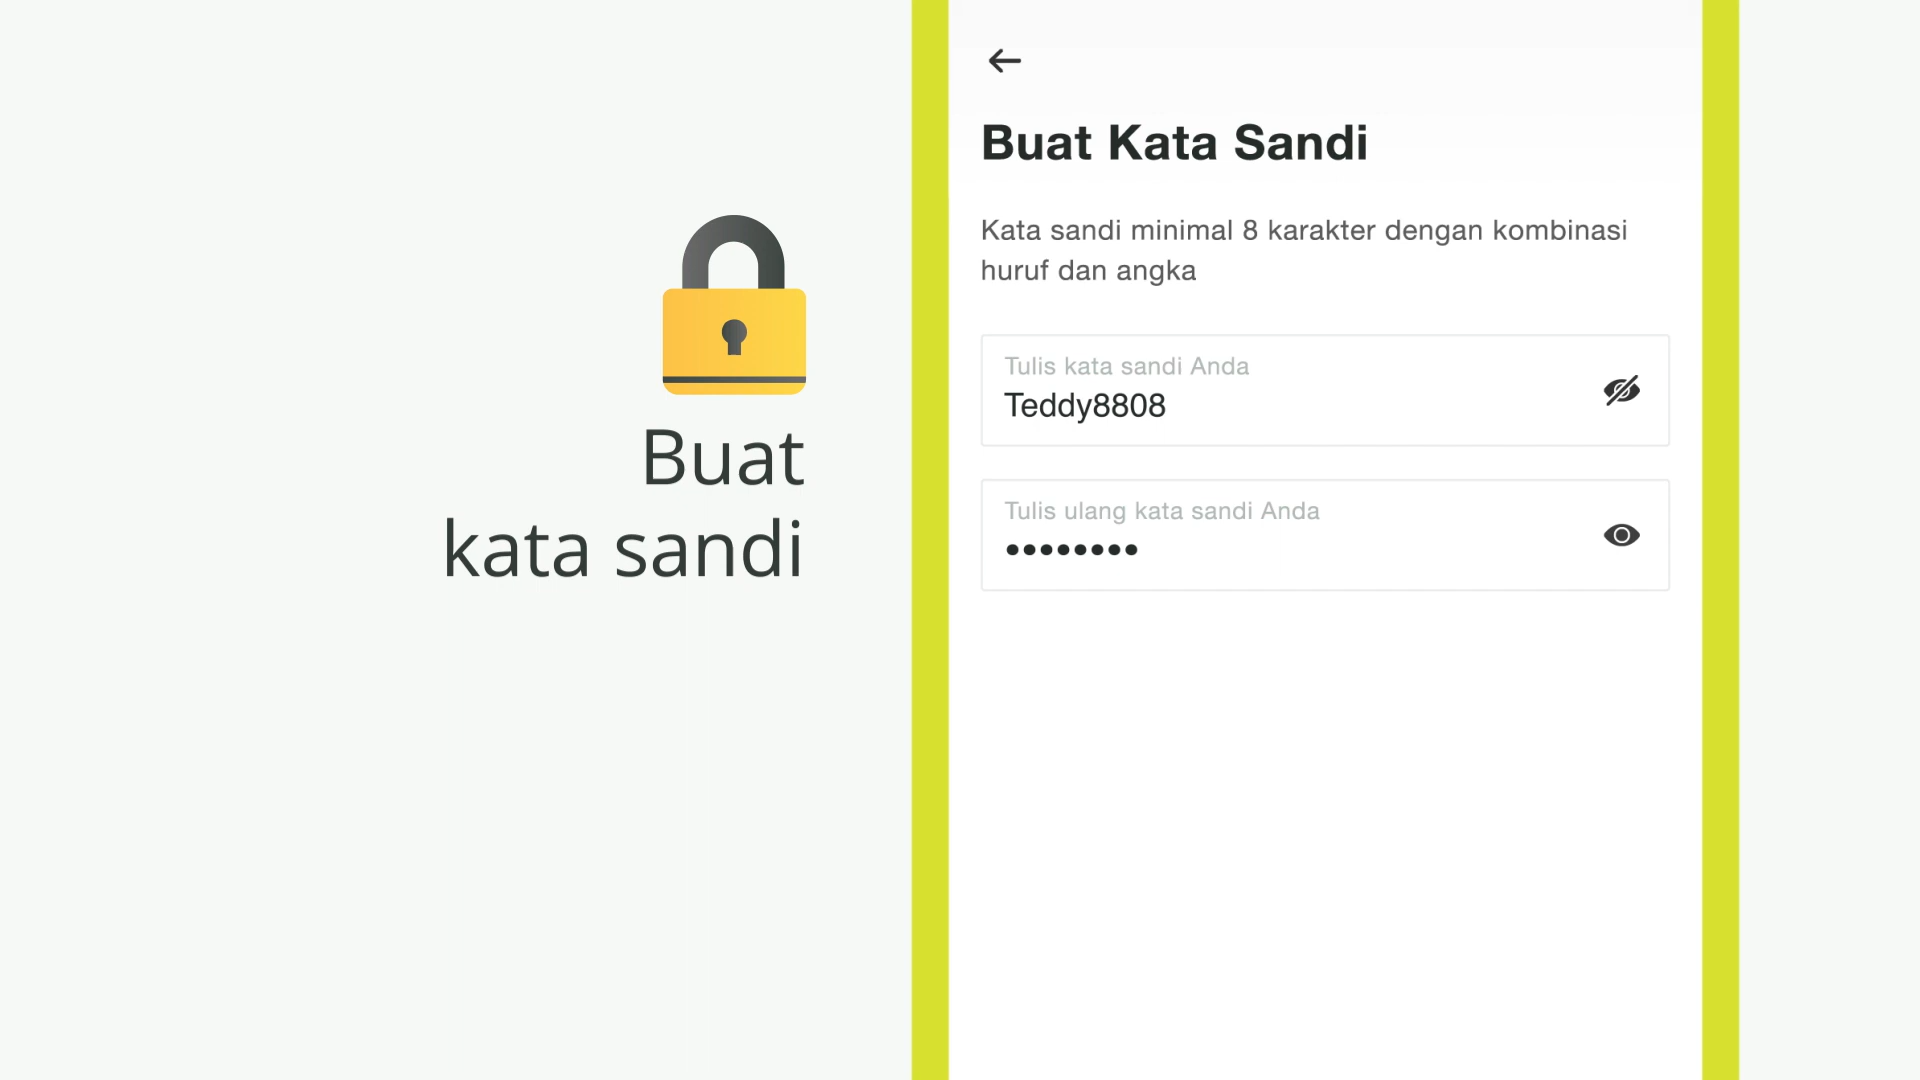 Buat
kata sandi
Buat Kata Sandi
Kata sandi minimal 8 karakter dengan kombinasi
huruf dan angka
Tulis kata sandi Anda
Teddy8808
Tulis ulang kata sandi Anda
••••••••